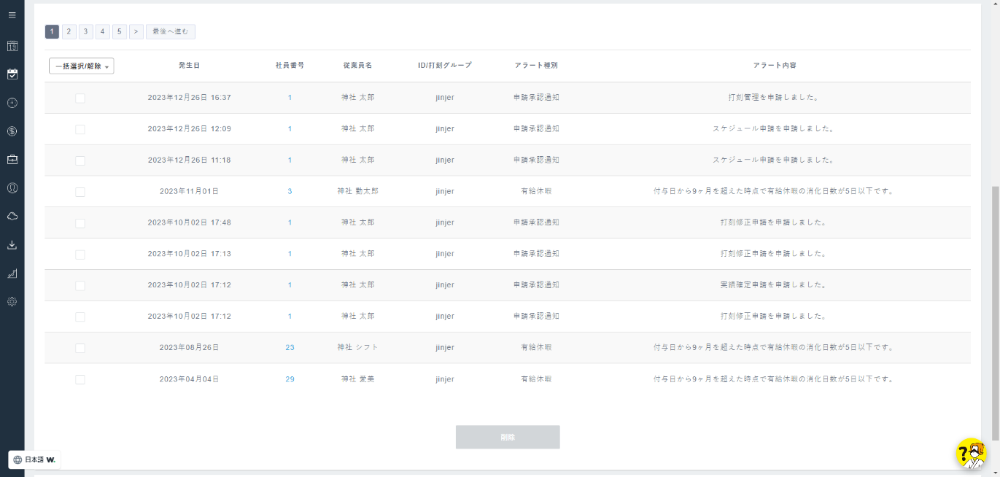 1 2 3 4 5 > 最後へ進む
一括選択/解除 発生日 社員番号 従業員名 ID/打刻グループ アラート種別 アラート内容
2023年12月26日 16:37 1 神社 太郎 jinjer 申請承認通知 打刻管理を申請しました。
2023年12月26日 12:09 1 神社 太郎 jinjer 申請承認通知 スケジュール申請を申請しました。
2023年12月26日 11:18 1 神社 太郎 jinjer 申請承認通知 スケジュール申請を申請しました。
2023年11月01日 3 神社 勤太郎 jinjer 有給休暇 付与日から9ヶ月を超えた時点で有給休暇の消化日数が5日以下です。
2023年10月02日 17:48 1 神社 太郎 jinjer 申請承認通知 打刻修正申請を申請しました。
2023年10月02日 17:13 1 神社 太郎 jinjer 申請承認通知 打刻修正申請を申請しました。
2023年10月02日 17:12 1 神社 太郎 jinjer 申請承認通知 実績確定申請を申請しました。
2023年10月02日 17:12 1 神社 太郎 jinjer 申請承認通知 打刻修正申請を申請しました。
2023年08月26日 23 神社 シフト jinjer 有給休暇 付与日から9ヶ月を超えた時点で有給休暇の消化日数が5日以下です。
2023年04月04日 29 神社 愛美 jinjer 有給休暇 付与日から9ヶ月を超えた時点で有給休暇の消化日数が5日以下です。
削除
日本語 W.
?